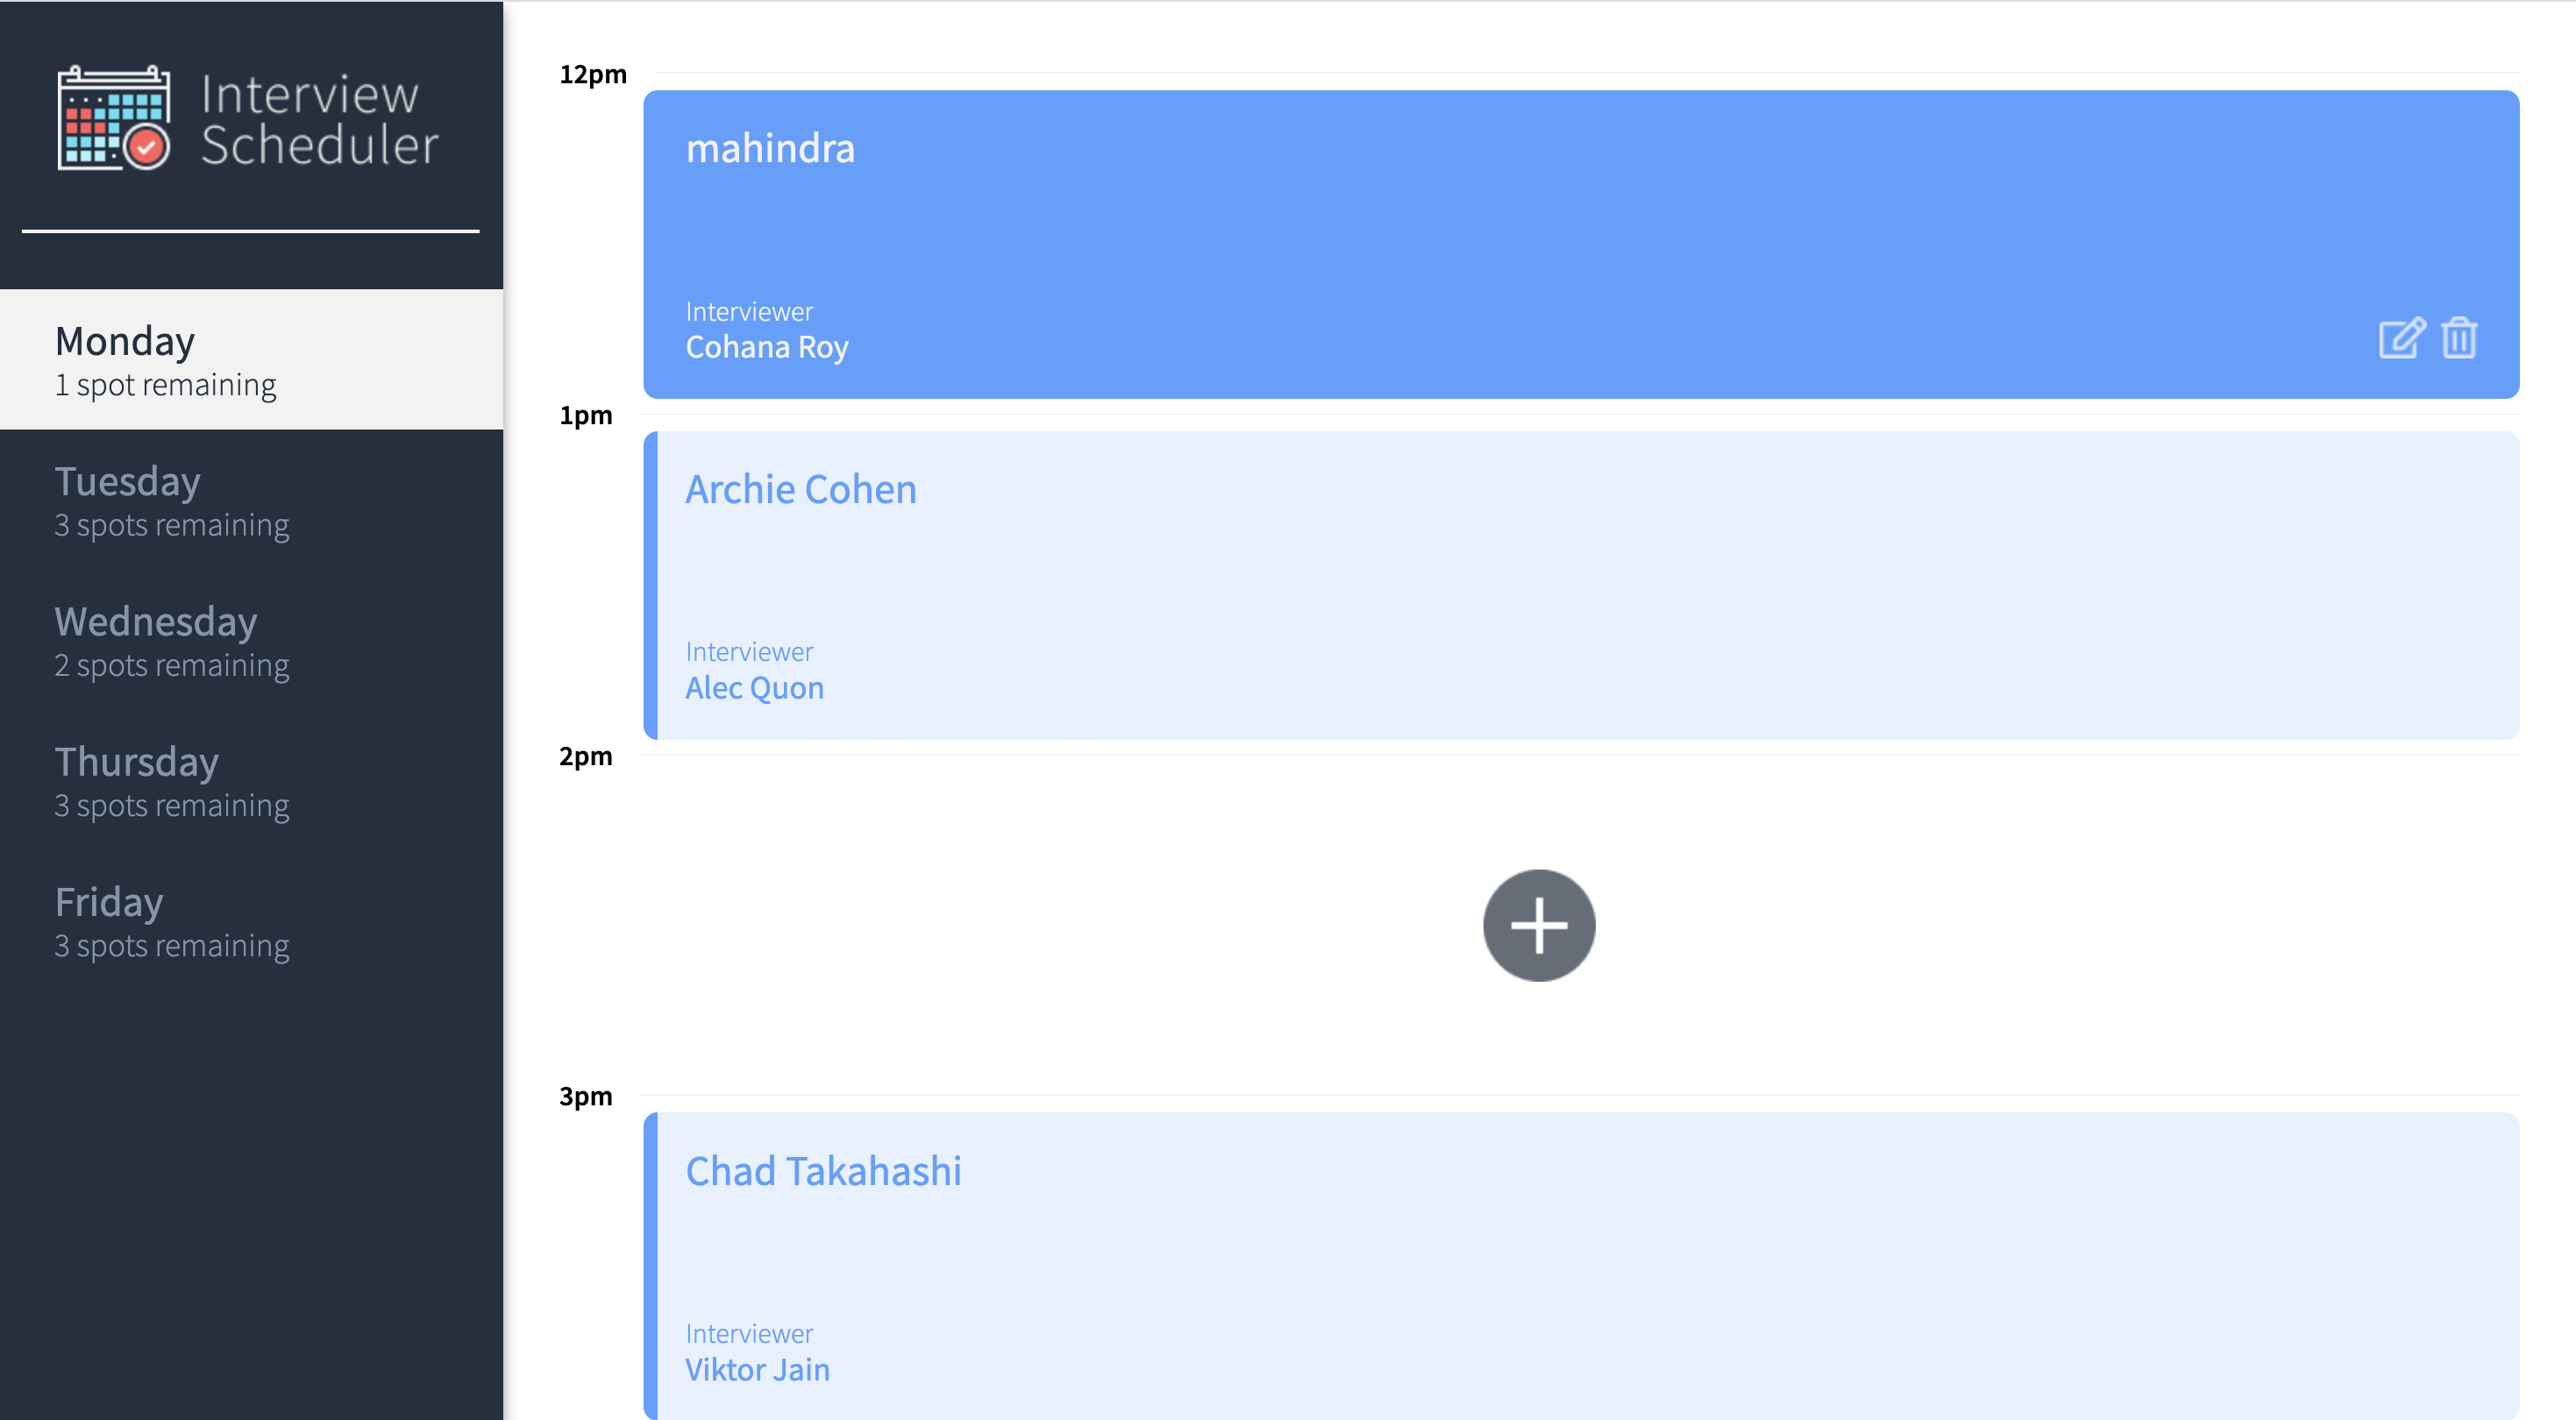 Interview
Scheduler
Monday
1 spot remaining
Tuesday
3 spots remaining
Wednesday
2 spots remaining
Thursday
3 spots remaining
Friday
3 spots remaining
12pm
mahindra
Interviewer
Cohana Roy
1pm
Archie Cohen
Interviewer
Alec Quon
2pm
3pm
Chad Takahashi
Interviewer
Viktor Jain